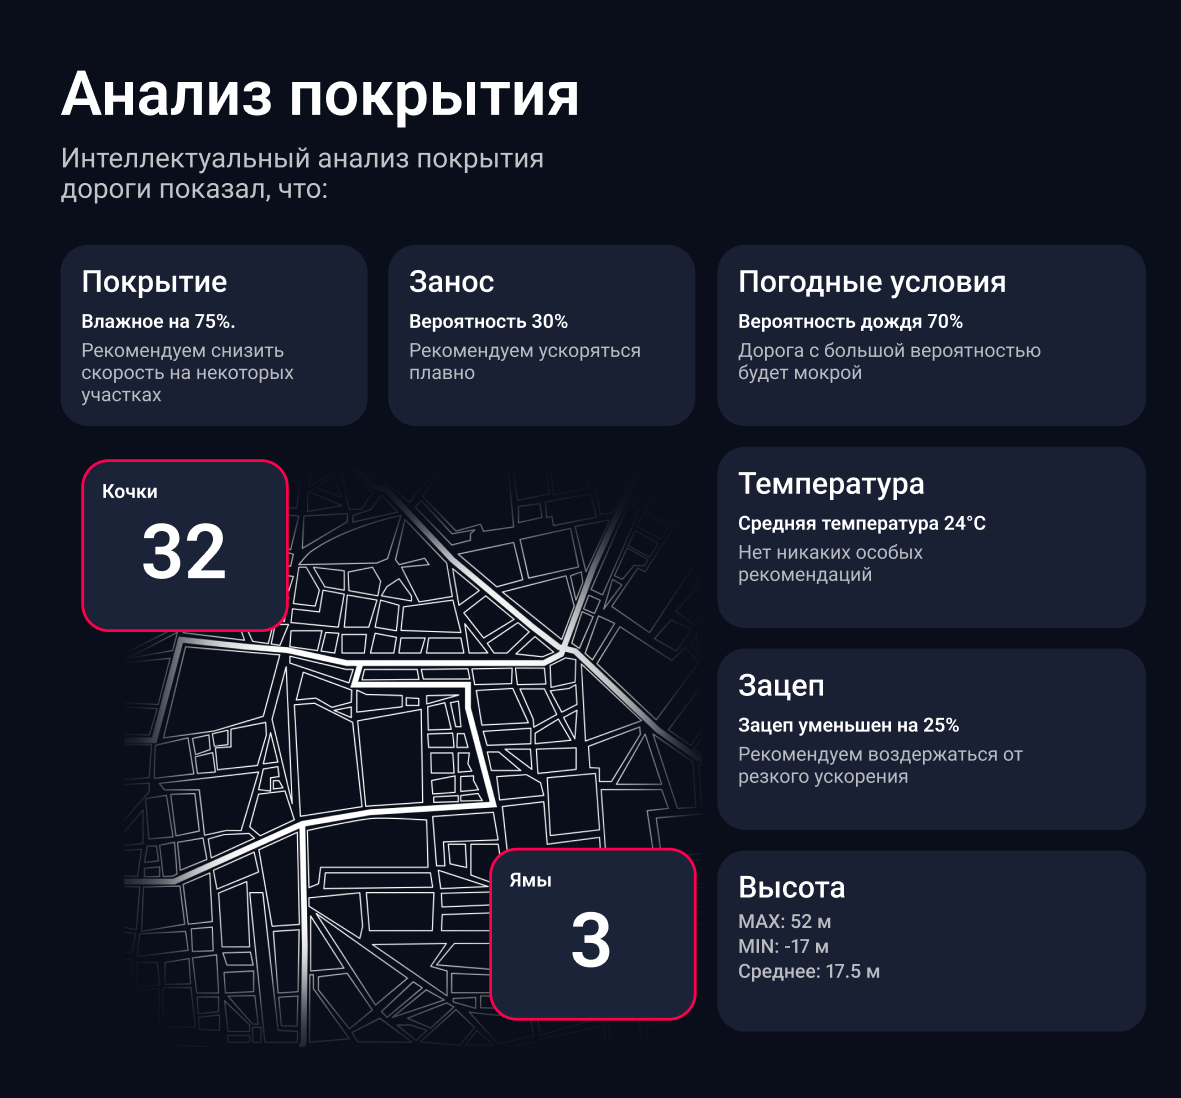 Анализ покрытия
Интеллектуальный анализ покрытия
дороги показал, что:
Покрытие
Влажное на 75%.
Рекомендуем снизить
скорость на некоторых
участках
Занос
Вероятность 30%
Рекомендуем ускоряться
плавно
Погодные условия
Вероятность дождя 70%
Дорога с большой вероятностью
будет мокрой
Кочки
32
Температура
Средняя температура 24°C
Нет никаких особых
рекомендаций
Зацеп
Зацеп уменьшен на 25%
Рекомендуем воздержаться от
резкого ускорения
Ямы
3
Высота
MAX: 52 м
MIN: -17 м
Среднее: 17.5 м